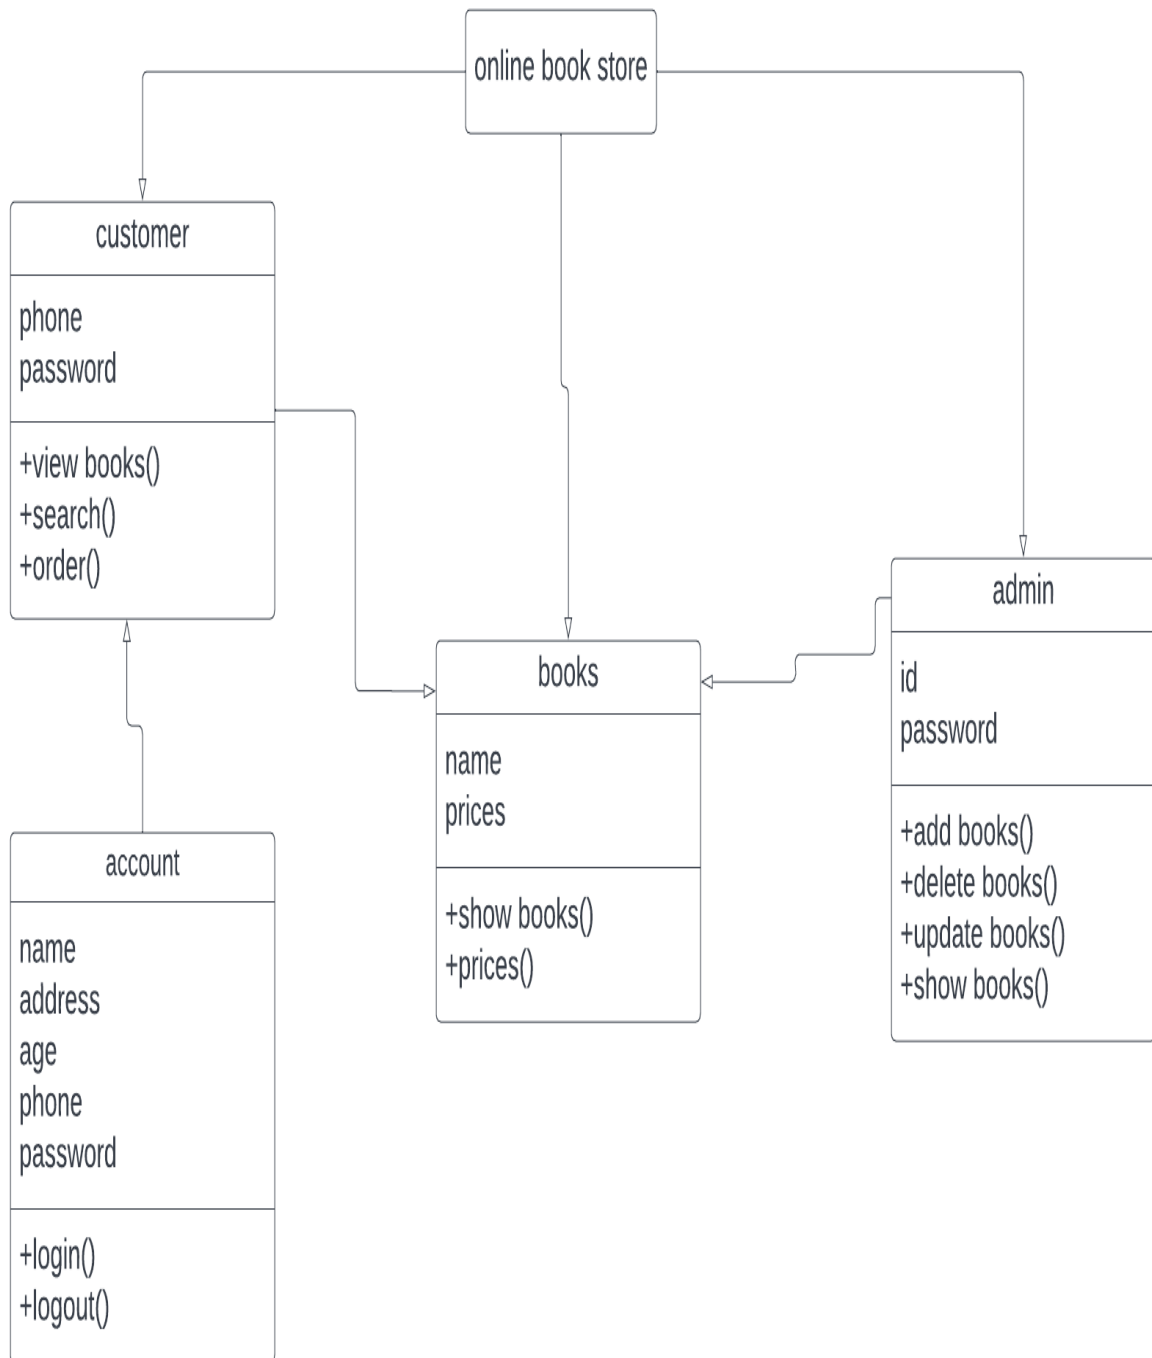 online book store
customer
phone
password
+view books()
+search()
+order()
books
name
prices
+show books()
+prices()
admin
id
password
+add books()
+delete books()
+update books()
+show books()
account
name
address
age
phone
password
+login()
+logout()